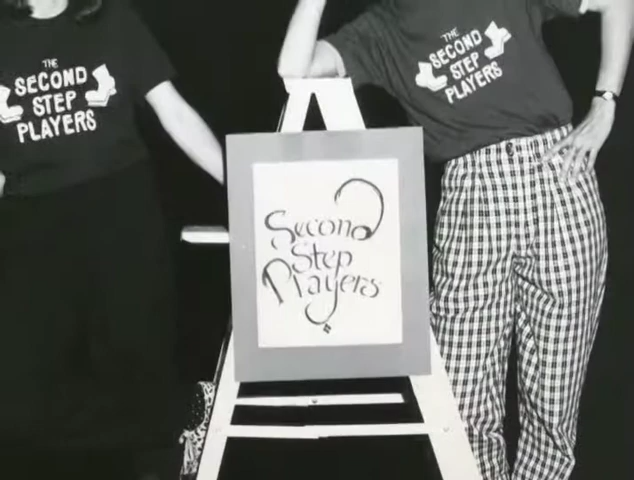 THE
SECOND
STEP
PLAYERS
Second
Step
Players
THE
SECOND
STEP
PLAYERS